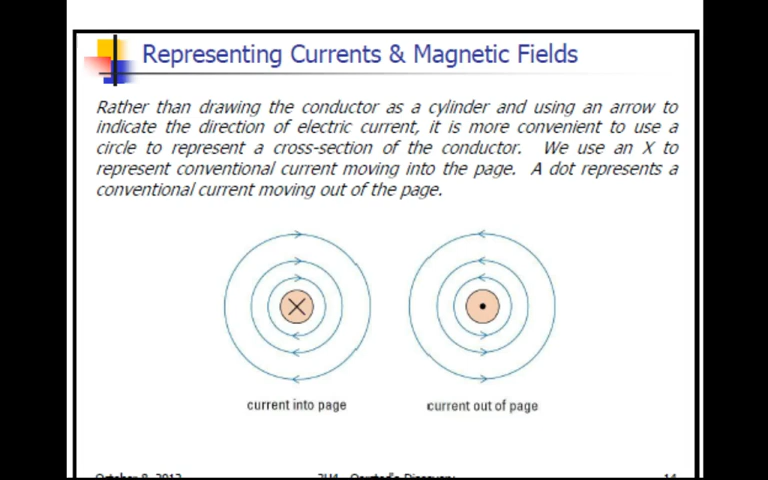 Representing Currents & Magnetic Fields
Rather than drawing the conductor as a cylinder and using an arrow to
indicate the direction of electric current, it is more convenient to use a
circle to represent a cross-section of the conductor. We use an X to
represent conventional current moving into the page. A dot represents a
conventional current moving out of the page.
current into page
current out of page